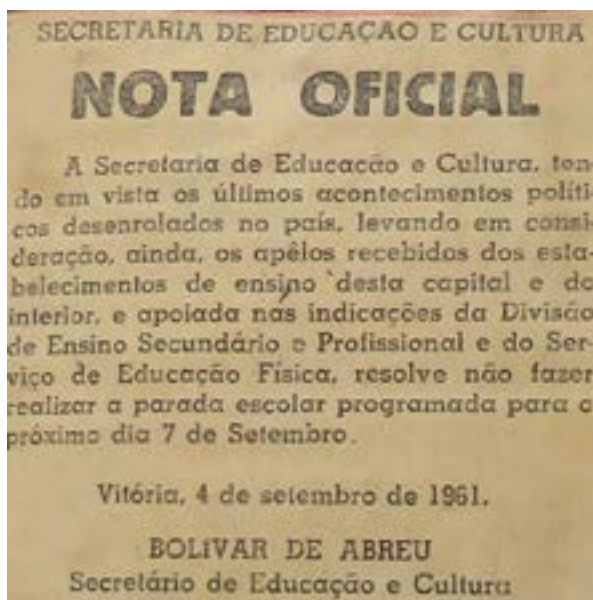 SECRETARIA DE EDUCAÇÃO E CULTURA
NOTA OFICIAL
A Secretaria de Educação e Cultura, ten-
do em vista os últimos acontecimentos políti-
cos desenrolados no país, levando em consi-
deração, ainda, os apêlos recebidos dos esta-
belecimentos de ensino desta capital e do
interior, e apoiada nas indicações da Divisão
de Ensino Secundário e Profissional e do Ser-
viço de Educação Física, resolve não fazer
realizar a parada escolar programada para o
próximo dia 7 de Setembro.
Vitória, 4 de setembro de 1961.
BOLIVAR DE ABREU
Secretário de Educação e Cultura